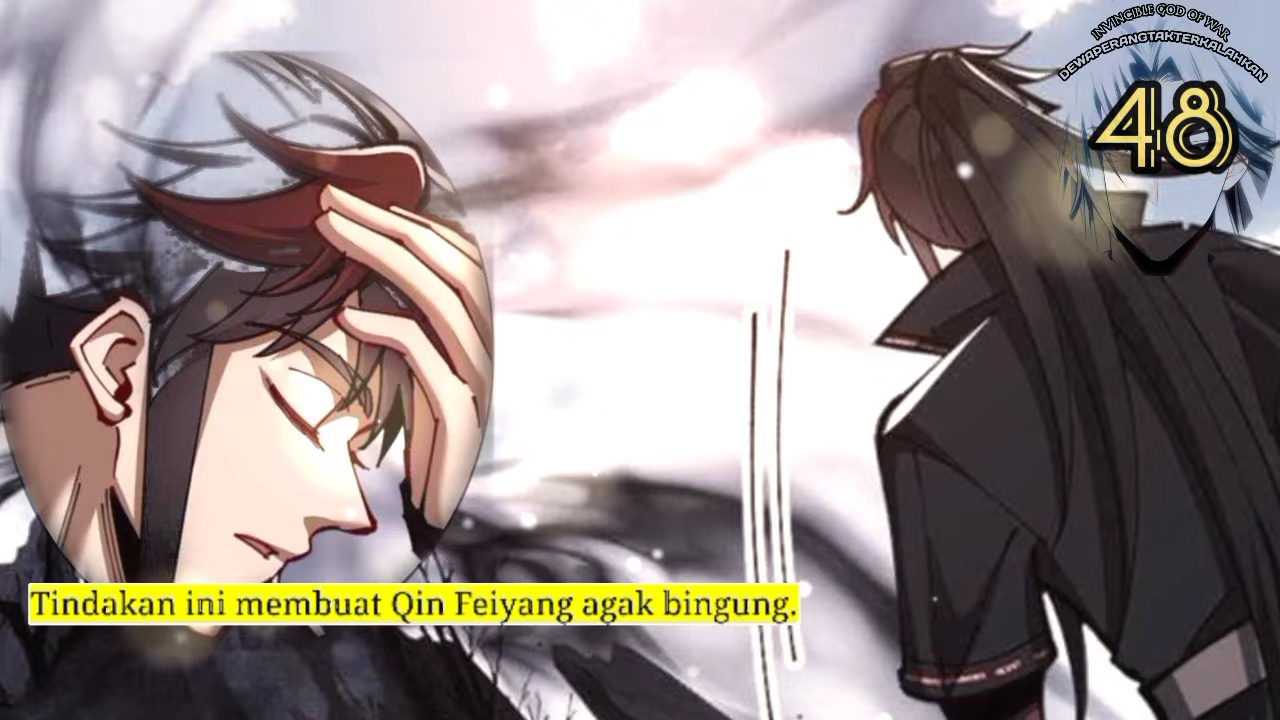 INVINCIBLE GOD OF WAR
DEWAPERANGTAKTERKALAHKAN
48
Tindakan ini membuat Qin Feiyang agak bingung.